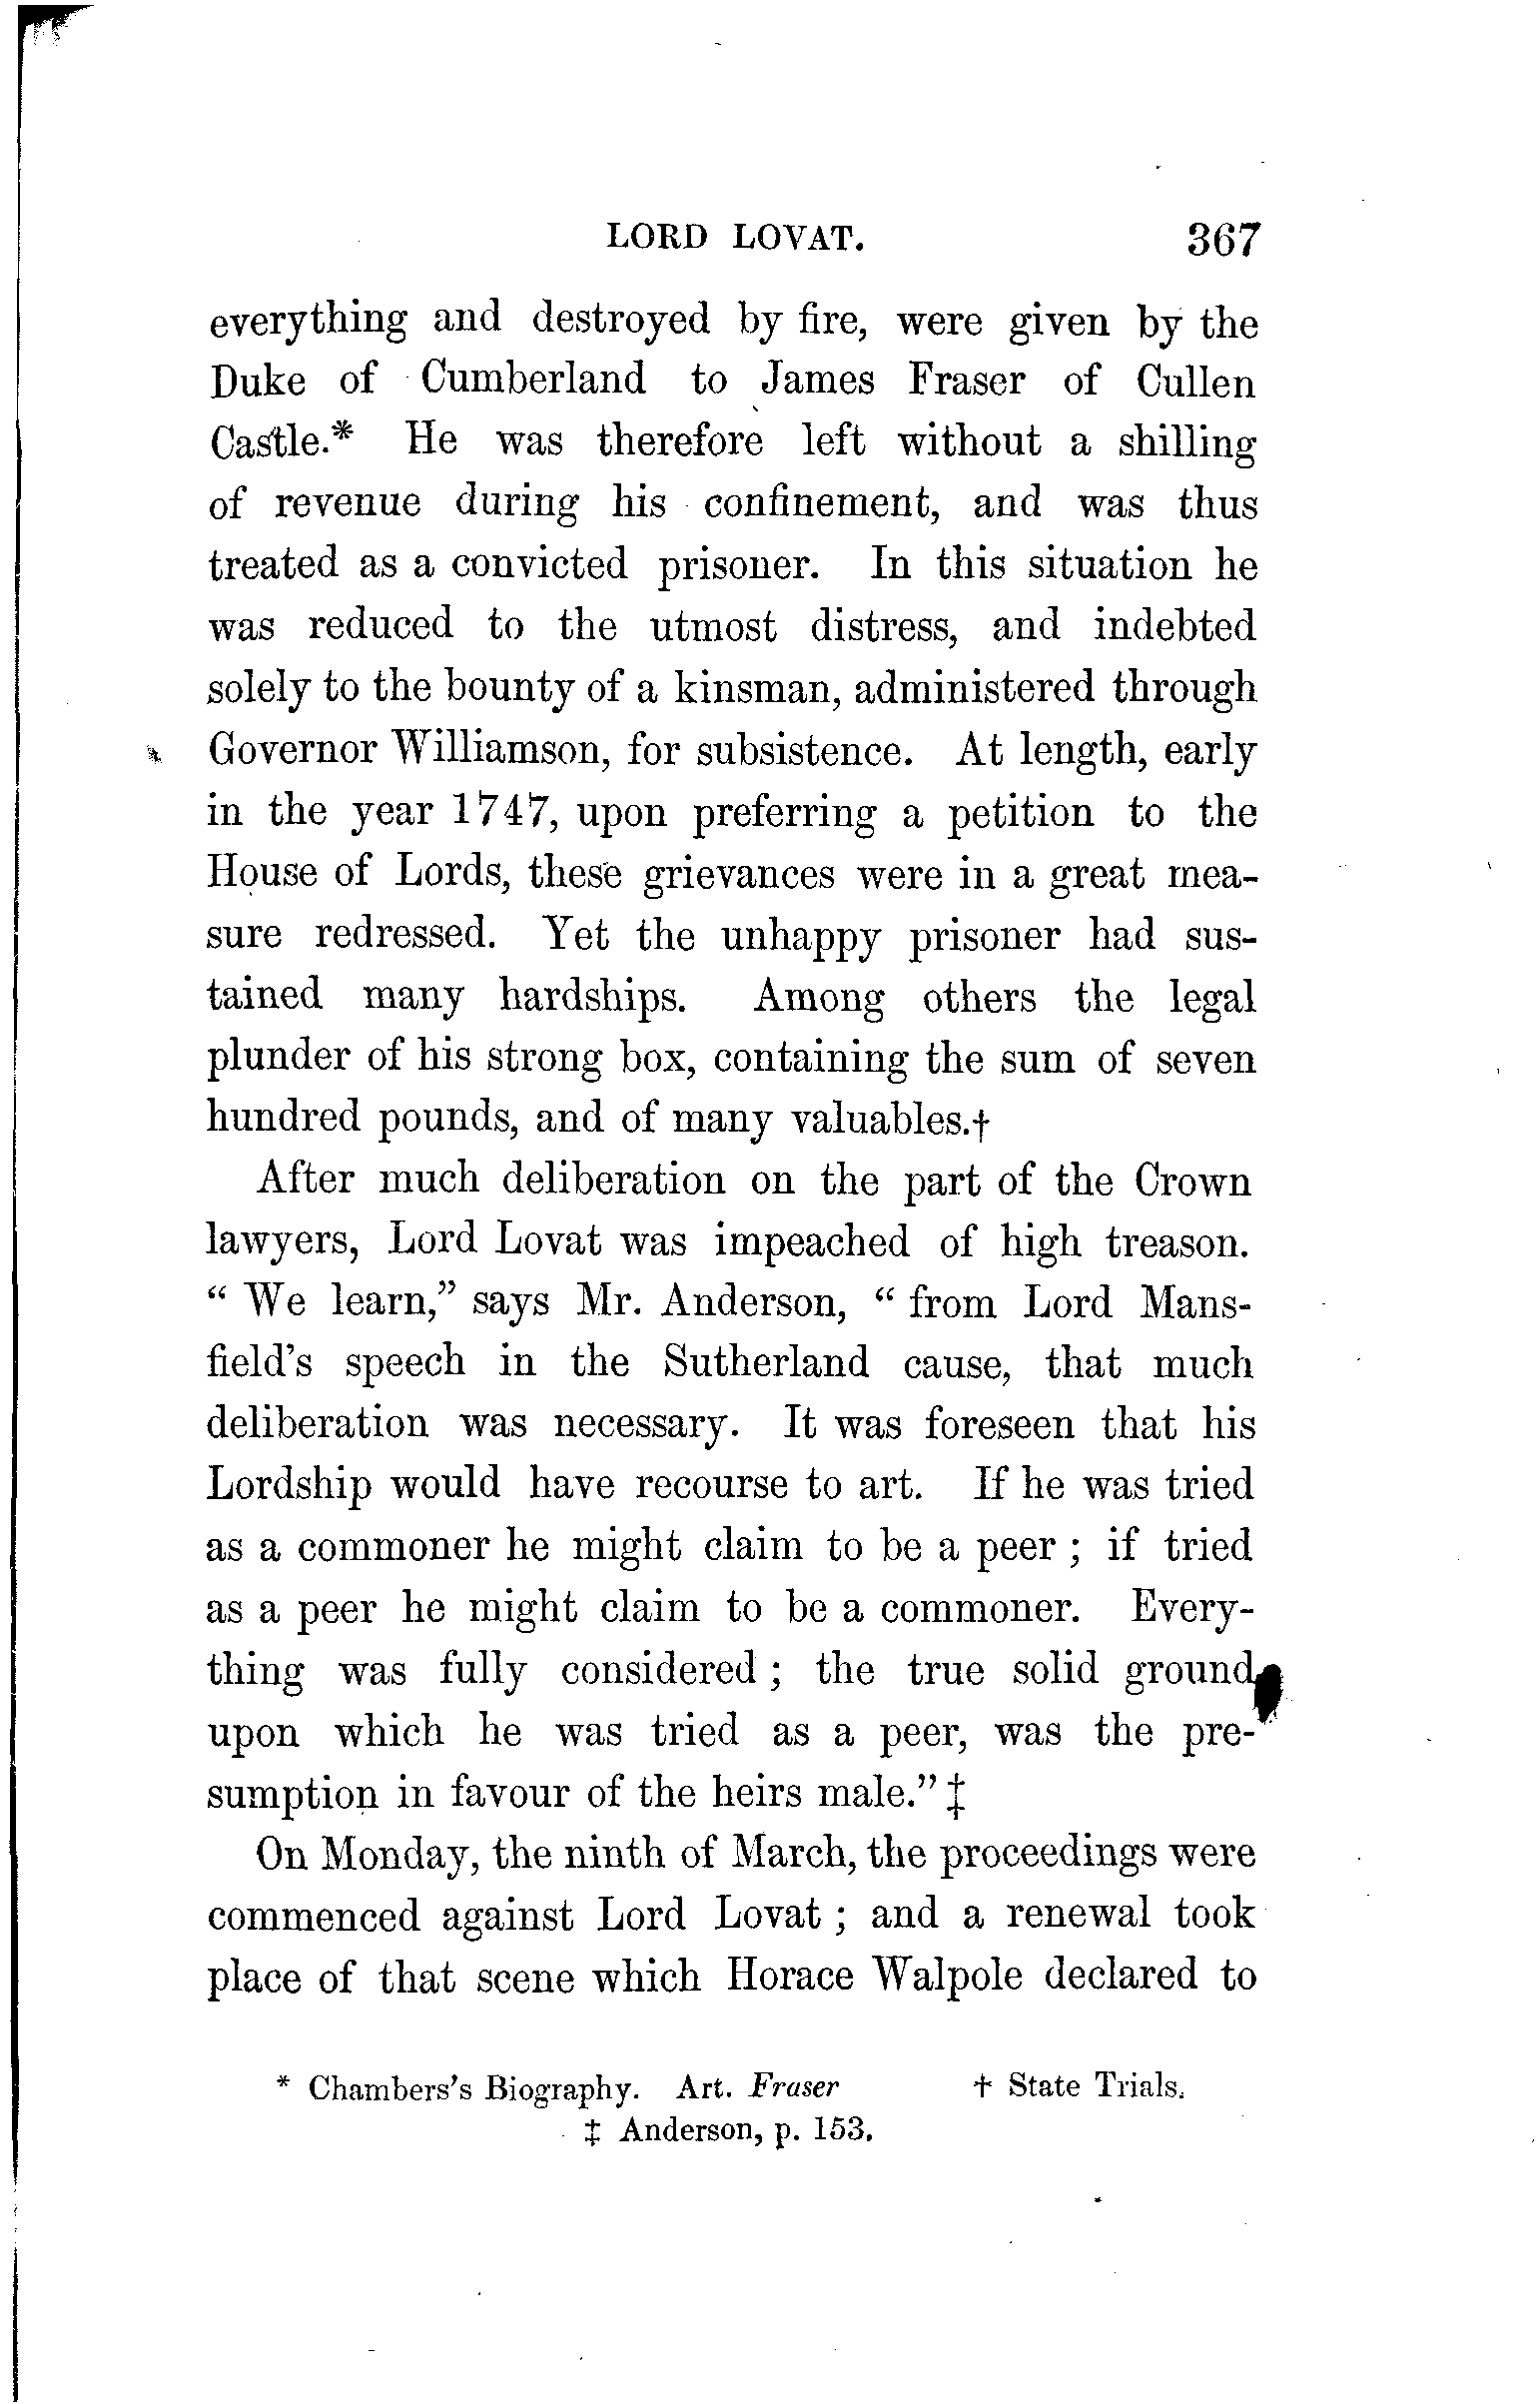 LORD LOVAT. 367
everything and destroyed by fire, were given by the
Duke of Cumberland to James Fraser of Cullen
Castle.* He was therefore left without a shilling
of revenue during his confinement, and was thus
treated as a convicted prisoner. In this situation he
was reduced to the utmost distress, and indebted
solely to the bounty of a kinsman, administered through
Governor Williamson, for subsistence. At length, early
in the year 1747, upon preferring a petition to the
House of Lords, these grievances were in a great mea-
sure redressed. Yet the unhappy prisoner had sus-
tained many hardships. Among others the legal
plunder of his strong box, containing the sum of seven
hundred pounds, and of many valuables.†
After much deliberation on the part of the Crown
lawyers, Lord Lovat was impeached of high treason.
“ We learn,” says Mr. Anderson, “ from Lord Mans-
field's speech in the Sutherland cause, that much
deliberation was necessary. It was foreseen that his
Lordship would have recourse to art. If he was tried
as a commoner he might claim to be a peer ; if tried
as a peer he might claim to be a commoner. Every-
thing was fully considered ; the true solid ground
upon which he was tried as a peer, was the pre-
sumption in favour of the heirs male.” ‡
On Monday, the ninth of March, the proceedings were
commenced against Lord Lovat ; and a renewal took
place of that scene which Horace Walpole declared to
* Chambers's Biography. Art. Fraser † State Trials.
‡ Anderson, p. 153.